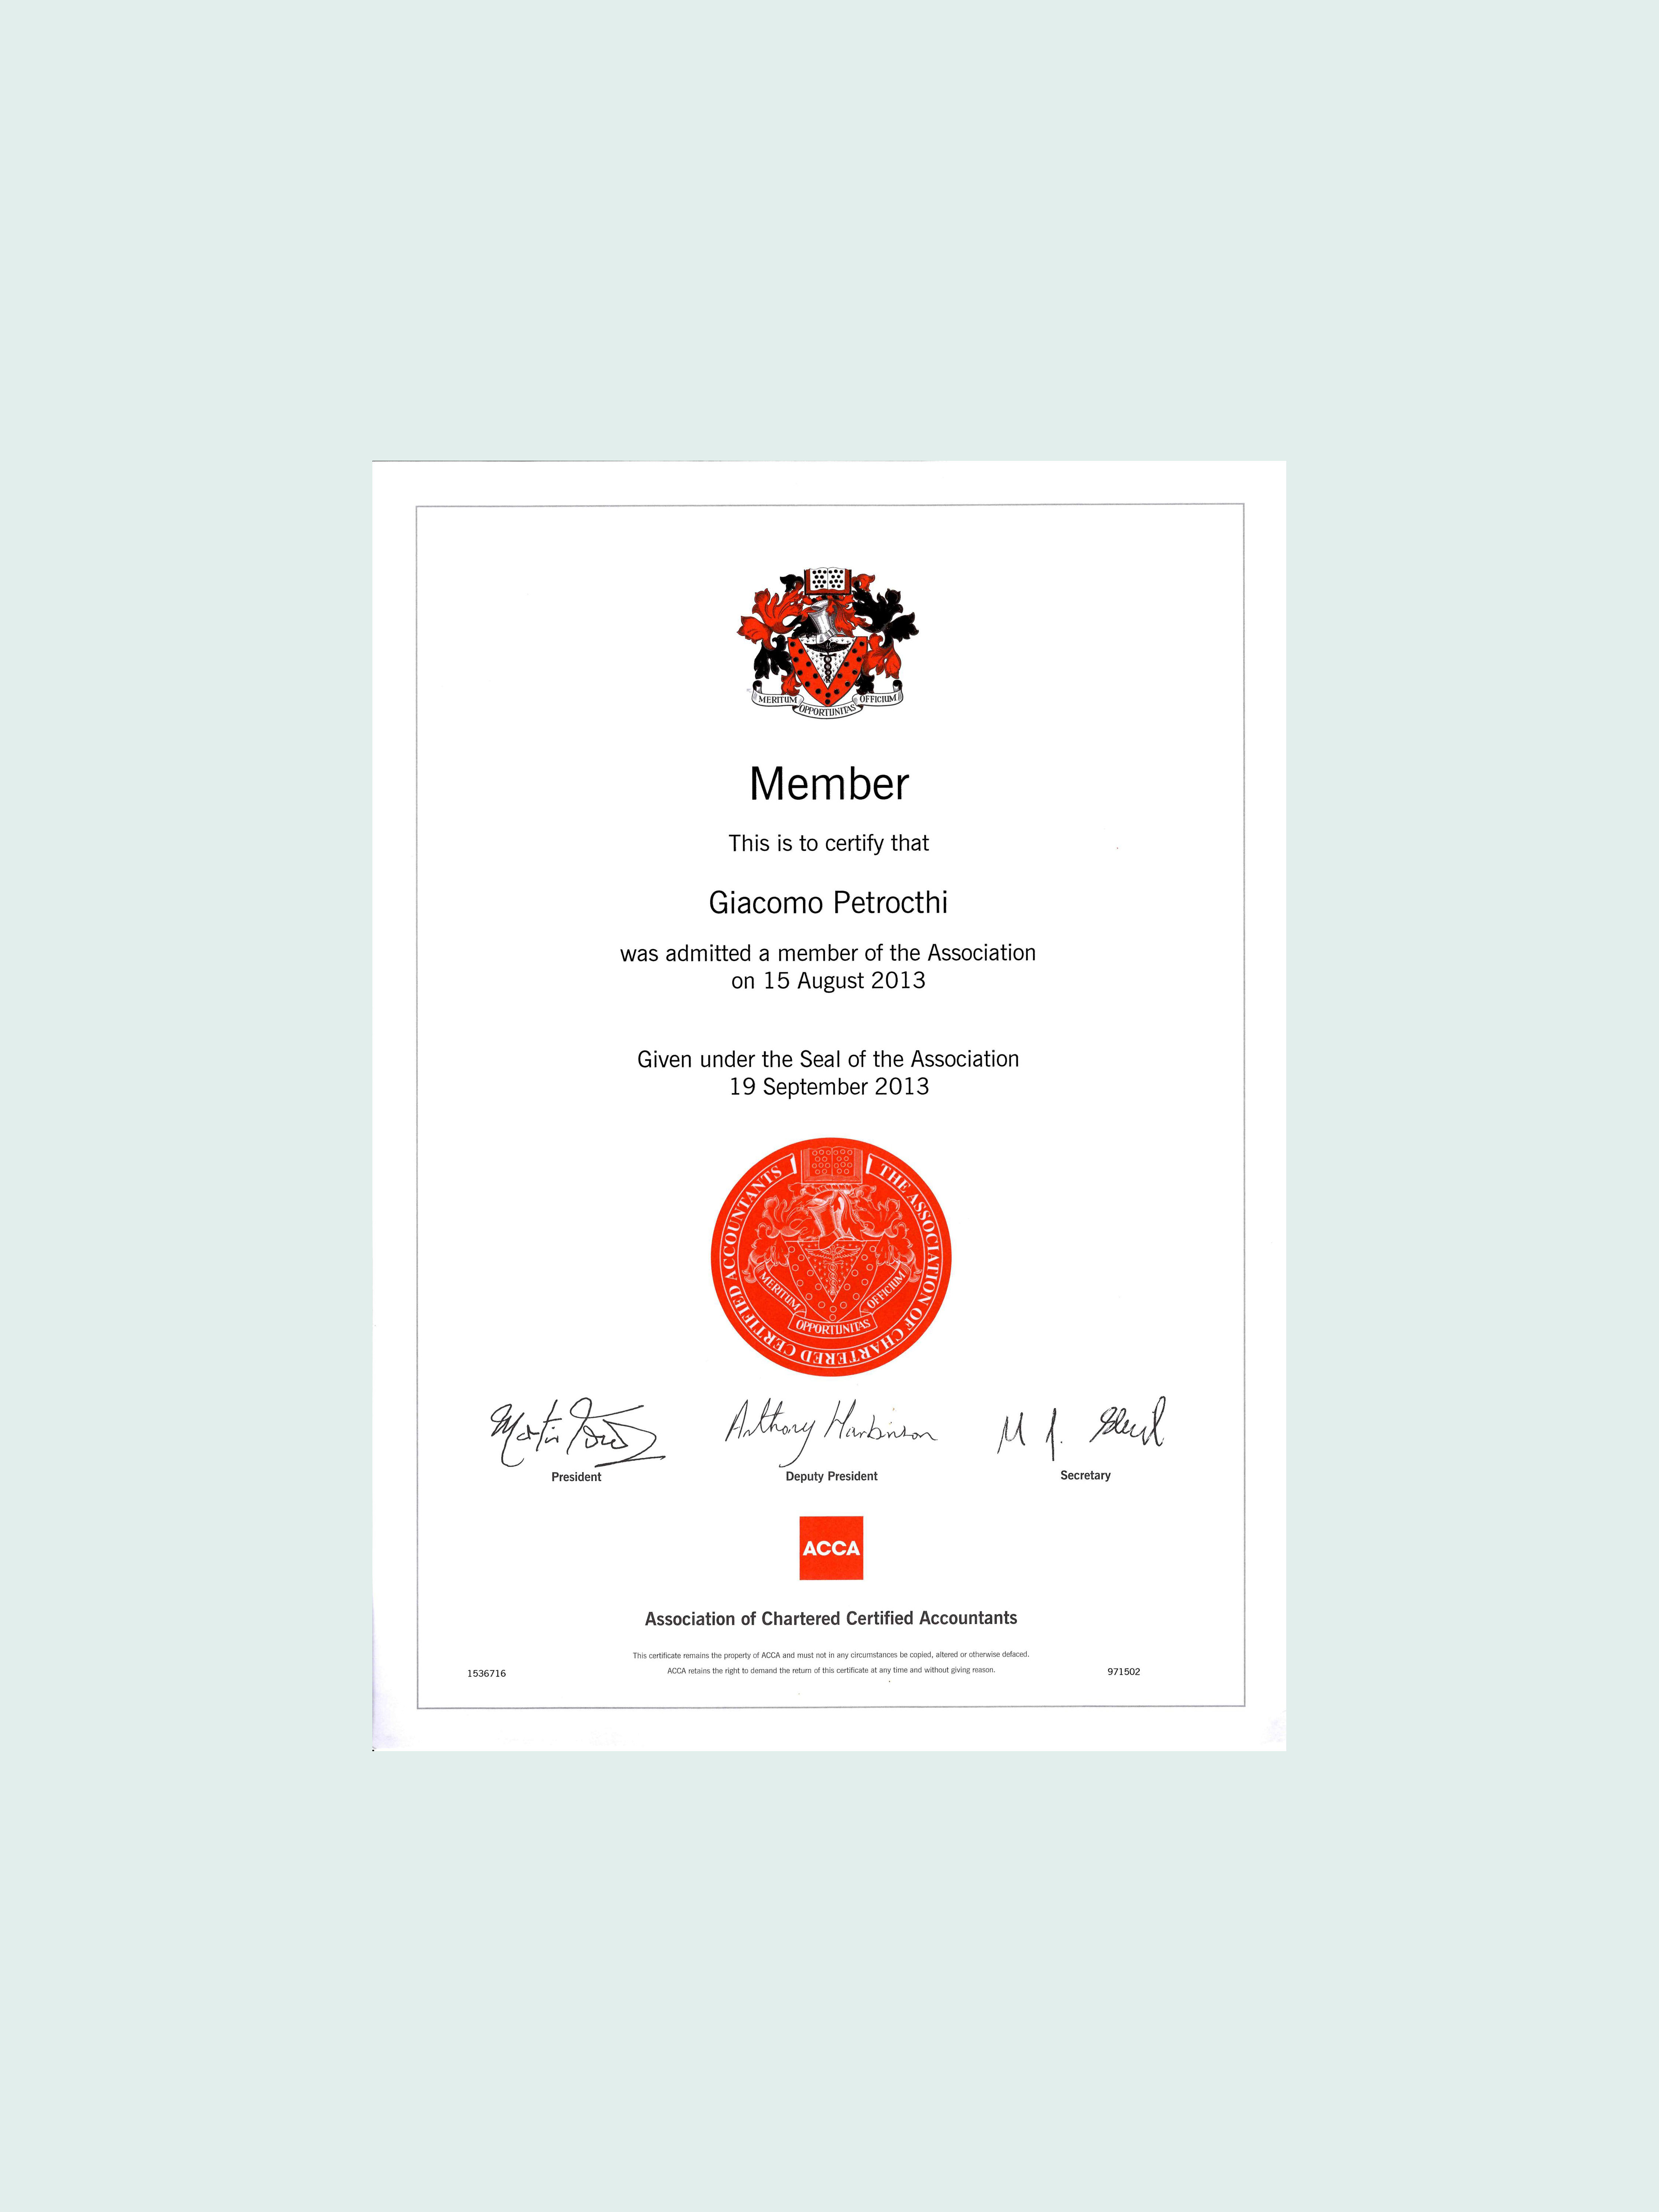 MERITUM OPPORTUNITAS OFFICIUM
Member
This is to certify that
Giacomo Petrocthi
was admitted a member of the Association
on 15 August 2013
Given under the Seal of the Association
19 September 2013
THE ASSOCIATION OF CHARTERED CERTIFIED ACCOUNTANTS
MERITUM OPPORTUNITAS OFFICIUM
Anthony Harbinson
President
Deputy President
Secretary
ACCA
Association of Chartered Certified Accountants
This certificate remains the property of ACCA and must not in any circumstances be copied, altered or otherwise defaced.
ACCA retains the right to demand the return of this certificate at any time and without giving reason.
1536716
971502